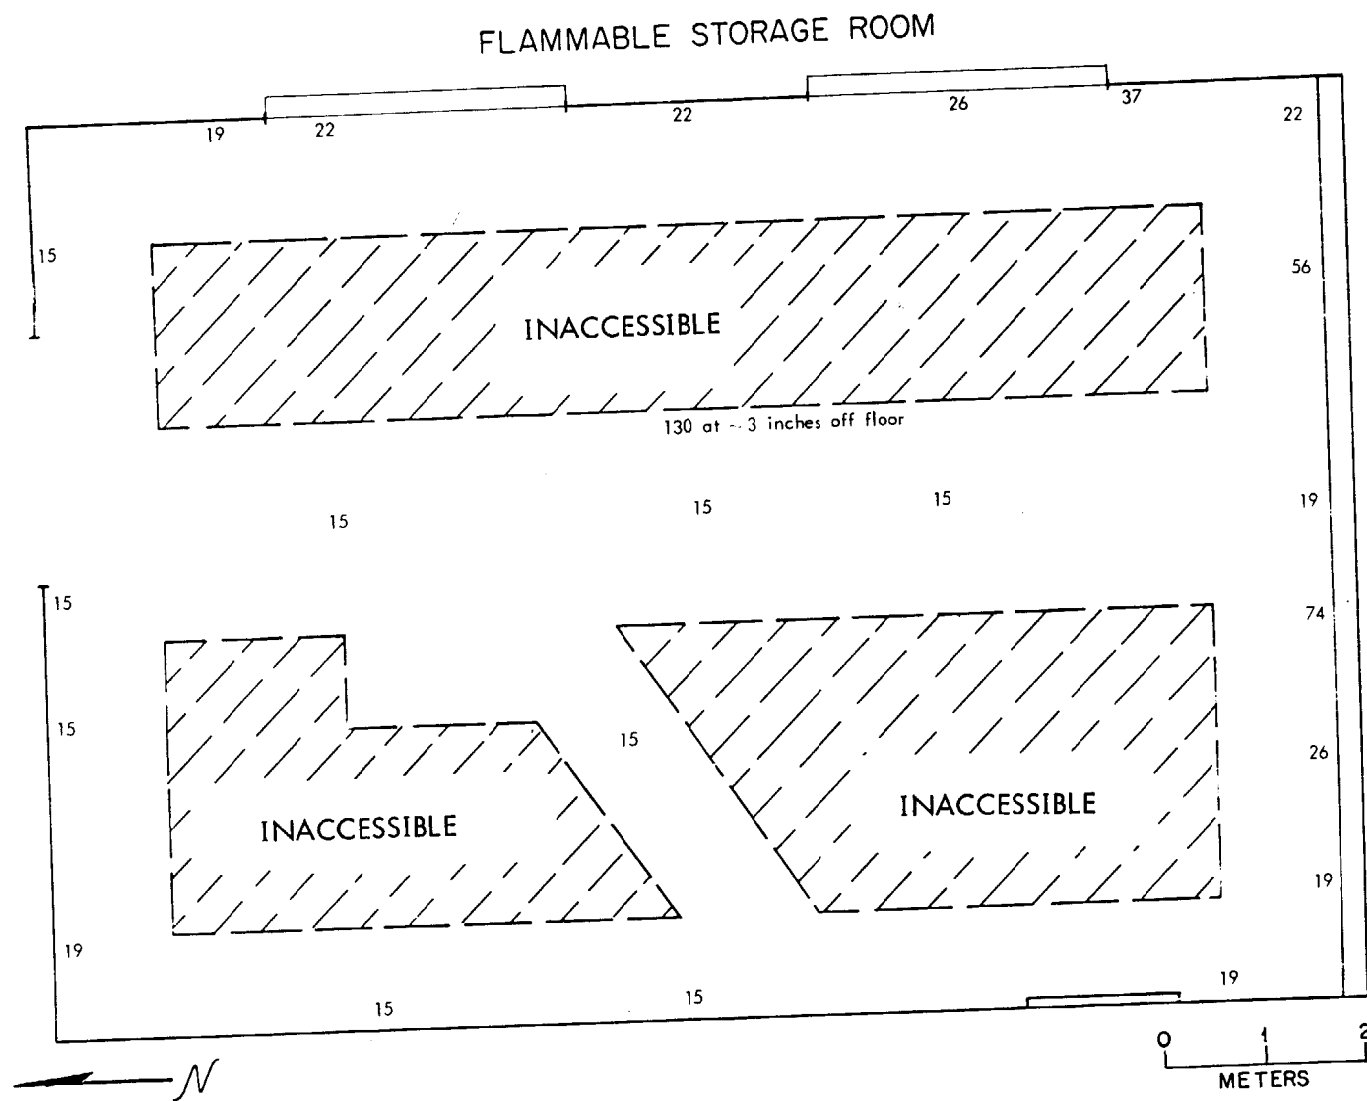 FLAMMABLE STORAGE ROOM
19 22 22 26 37 22
15 56
INACCESSIBLE
130 at ~ 3 inches off floor
15 15 15 19
15 74
15 15 26
INACCESSIBLE INACCESSIBLE
19
19
15 15 19
N
0 1 2
METERS